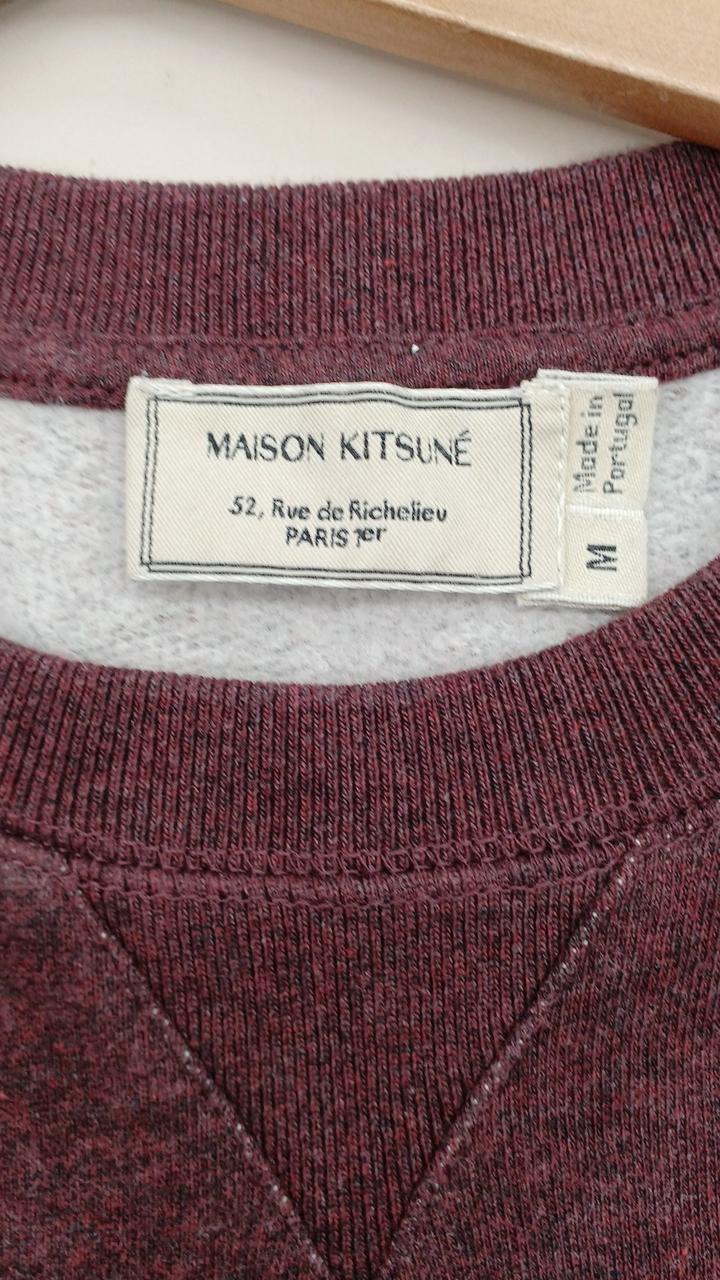 MAISON KITSUNÉ
52, Rue de Richelieu
PARIS 1er
Made in
Portugal
M